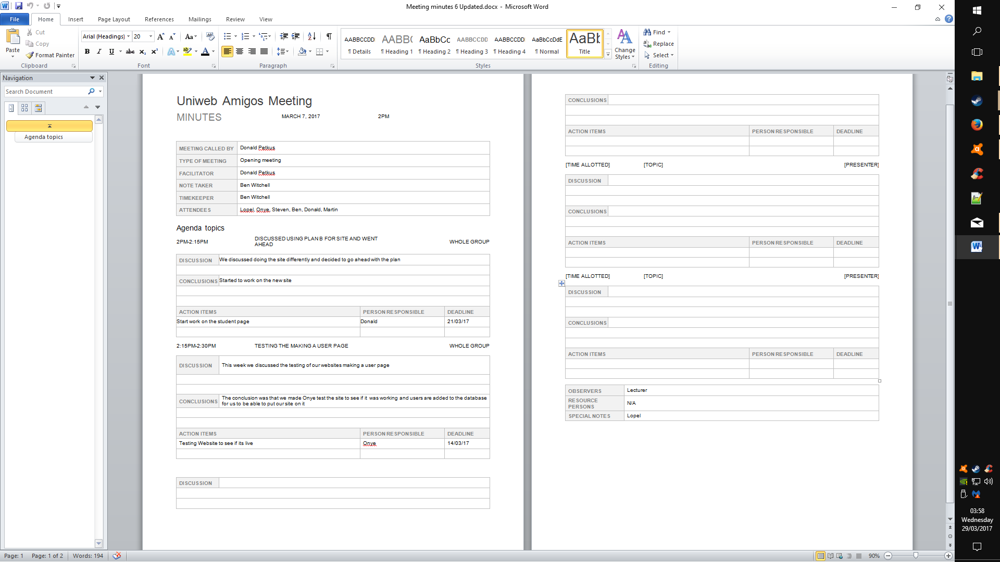 Meeting minutes 6 Updated.docx - Microsoft Word
File Home Insert Page Layout References Mailings Review View
Paste
Cut
Copy
Format Painter
Clipboard
Arial (Headings) 20
Font
Paragraph
AABBCCDD AABBC AaBbCc AABBCCDD AABBCCDD AaBbCcDdE AaBb
¶ Details ¶ Heading 1 ¶ Heading 2 ¶ Heading 3 ¶ Heading 4 ¶ Normal Title
Change
Styles
Styles
Find
Replace
Select
Editing
Navigation
Search Document
Agenda topics
Uniweb Amigos Meeting
MINUTES MARCH 7, 2017 2PM
MEETING CALLED BY Donald Petkus
TYPE OF MEETING Opening meeting
FACILITATOR Donald Petkus
NOTE TAKER Ben Witchell
TIMEKEEPER Ben Witchell
ATTENDEES Lopel, Onye, Steven, Ben, Donald, Martin
Agenda topics
2PM-2:15PM DISCUSSED USING PLAN B FOR SITE AND WENT
AHEAD WHOLE GROUP
DISCUSSION We discussed doing the site differently and decided to go ahead with the plan
CONCLUSIONS Started to work on the new site
ACTION ITEMS PERSON RESPONSIBLE DEADLINE
Start work on the student page Donald 21/03/17
2:15PM-2:30PM TESTING THE MAKING A USER PAGE WHOLE GROUP
DISCUSSION This week we discussed the testing of our websites making a user page
CONCLUSIONS The conclusion was that we made Onye test the site to see if it was working and users are added to the database
for us to be able to put our site on it
ACTION ITEMS PERSON RESPONSIBLE DEADLINE
Testing Website to see if its live Onye 14/03/17
DISCUSSION
CONCLUSIONS
ACTION ITEMS PERSON RESPONSIBLE DEADLINE
[TIME ALLOTTED] [TOPIC] [PRESENTER]
DISCUSSION
CONCLUSIONS
ACTION ITEMS PERSON RESPONSIBLE DEADLINE
[TIME ALLOTTED] [TOPIC] [PRESENTER]
DISCUSSION
CONCLUSIONS
ACTION ITEMS PERSON RESPONSIBLE DEADLINE
OBSERVERS Lecturer
RESOURCE
PERSONS N/A
SPECIAL NOTES Lopel
Page: 1 Page: 1 of 2 Words: 194
90%
03:58
Wednesday
29/03/2017